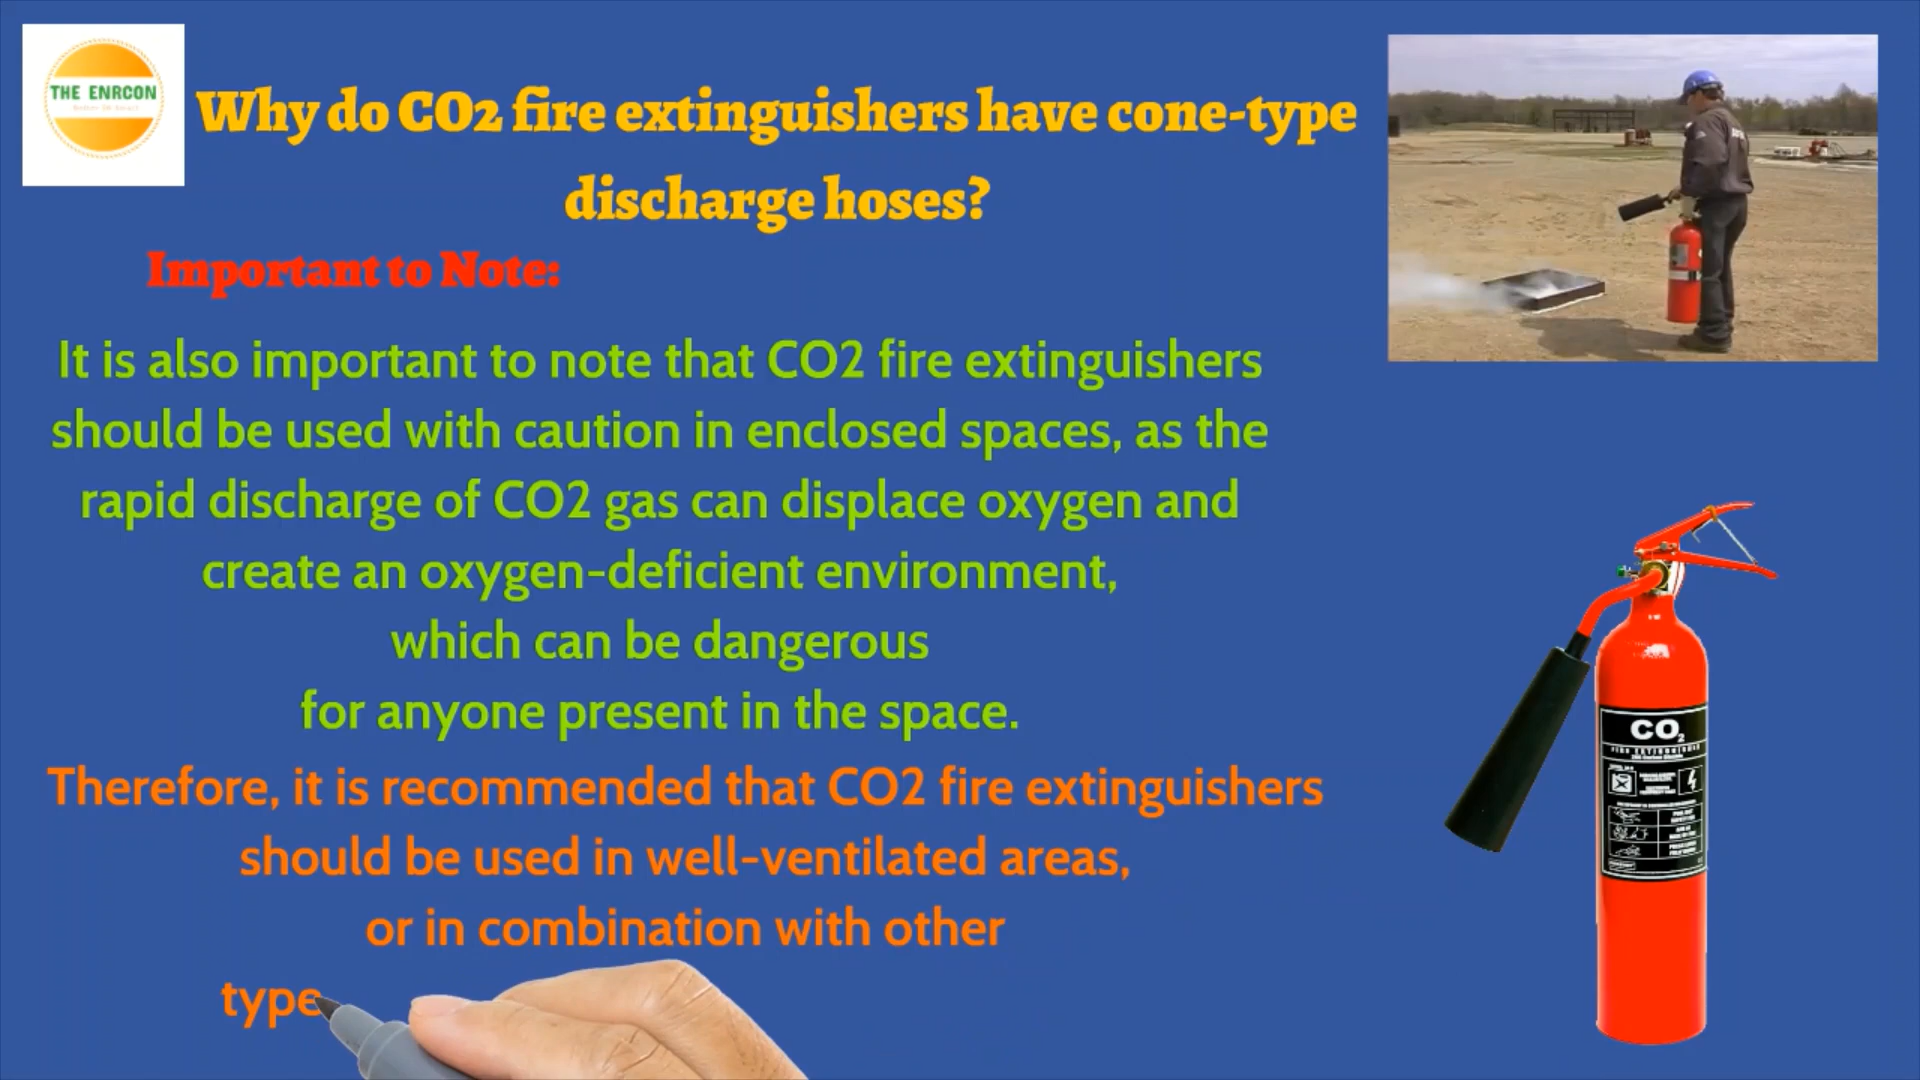 THE ENRCON
Why do CO2 fire extinguishers have cone-type
discharge hoses?
Important to Note:
It is also important to note that CO2 fire extinguishers
should be used with caution in enclosed spaces, as the
rapid discharge of CO2 gas can displace oxygen and
create an oxygen-deficient environment,
which can be dangerous
for anyone present in the space.
Therefore, it is recommended that CO2 fire extinguishers
should be used in well-ventilated areas,
or in combination with other
type
CO2
FIRE EXTINGUISHER